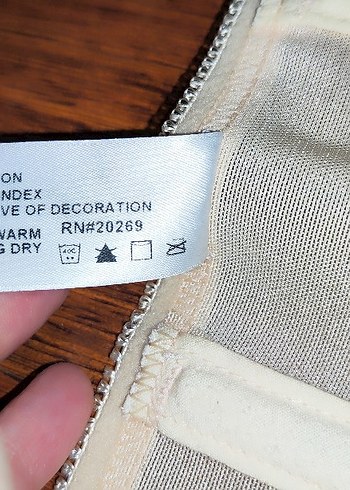 ON
NDEX
VE OF DECORATION
WARM RN#20269
G DRY